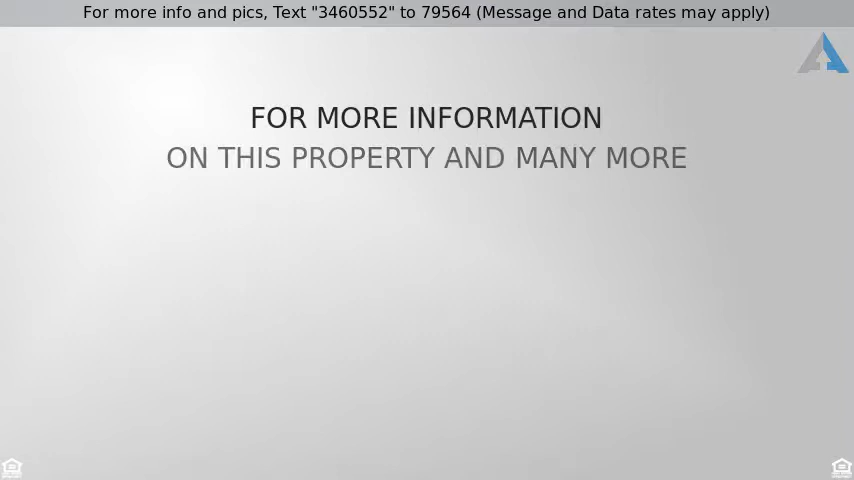 For more info and pics, Text "3460552" to 79564 (Message and Data rates may apply)
FOR MORE INFORMATION
ON THIS PROPERTY AND MANY MORE